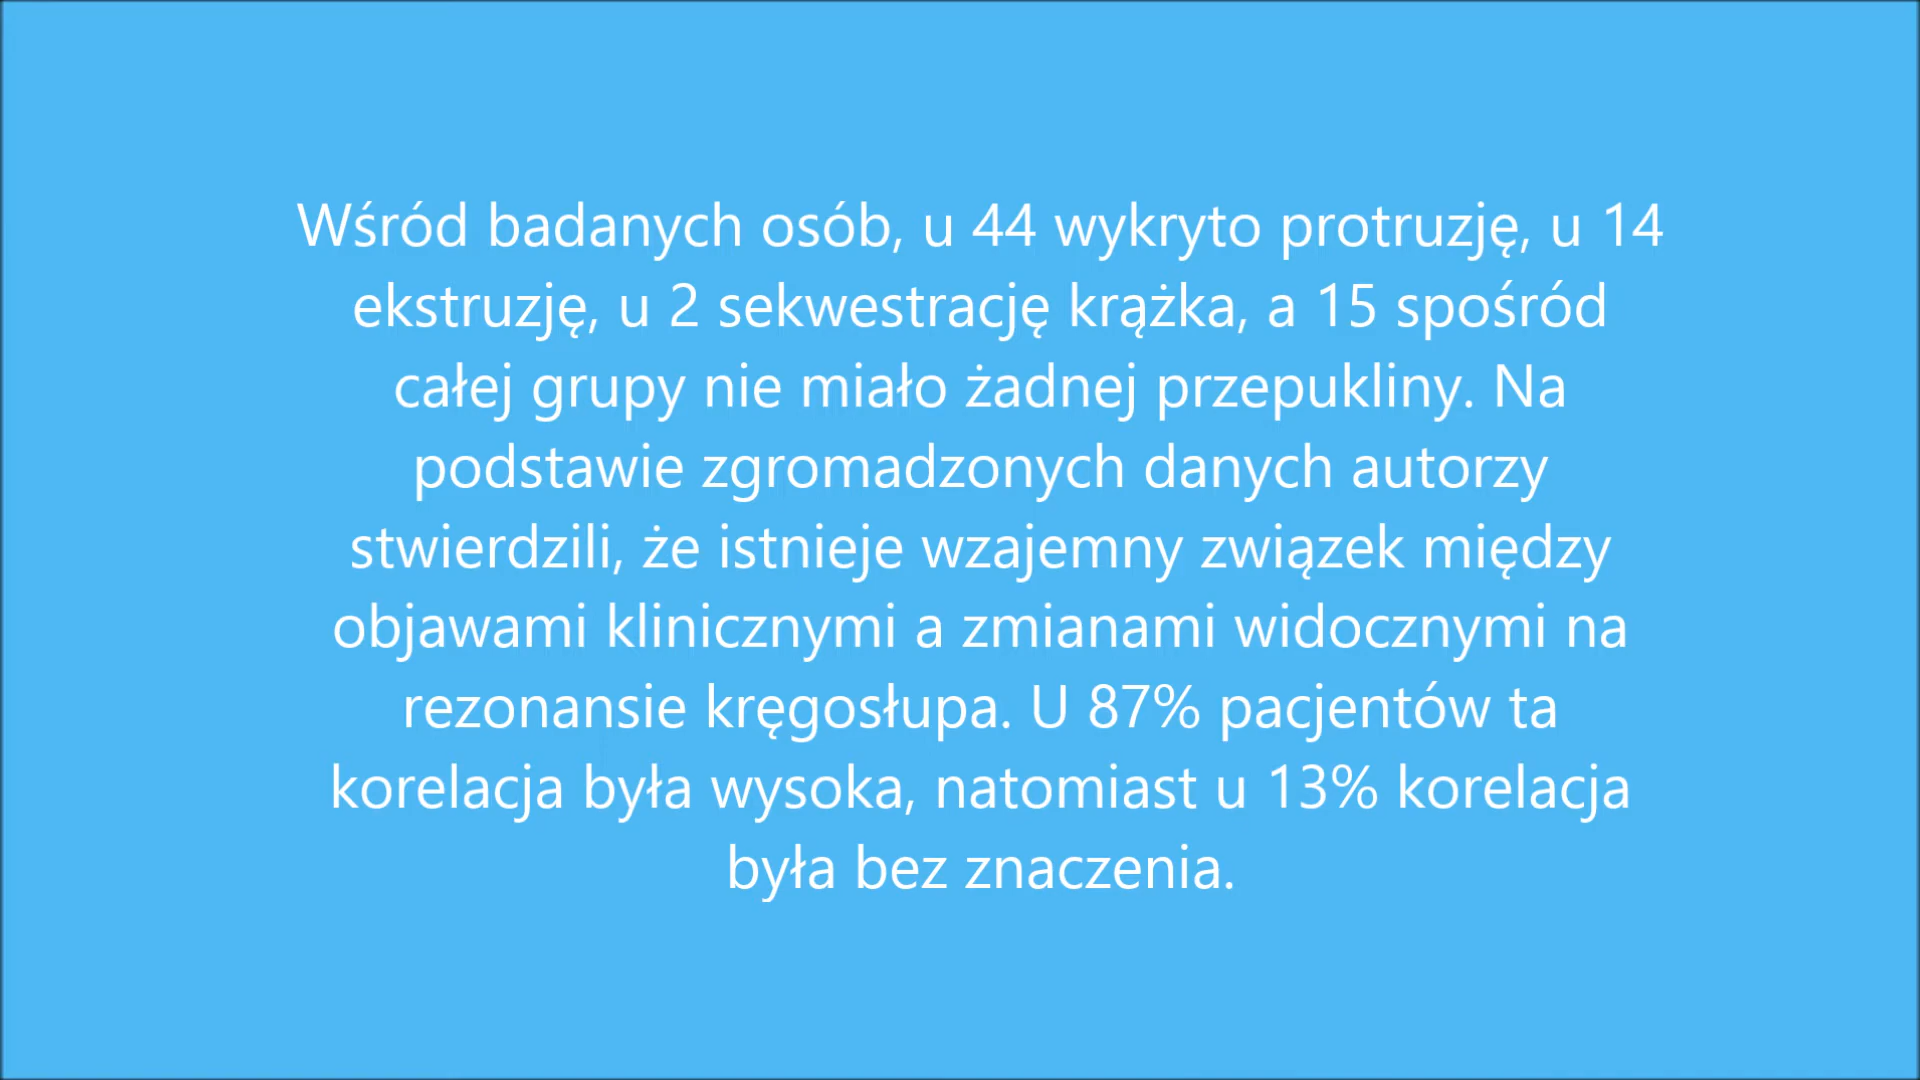 Wśród badanych osób, u 44 wykryto protruzję, u 14
ekstruzję, u 2 sekwestrację krążka, a 15 spośród
całej grupy nie miało żadnej przepukliny. Na
podstawie zgromadzonych danych autorzy
stwierdzili, że istnieje wzajemny związek między
objawami klinicznymi a zmianami widocznymi na
rezonansie kręgosłupa. U 87% pacjentów ta
korelacja była wysoka, natomiast u 13% korelacja
była bez znaczenia.